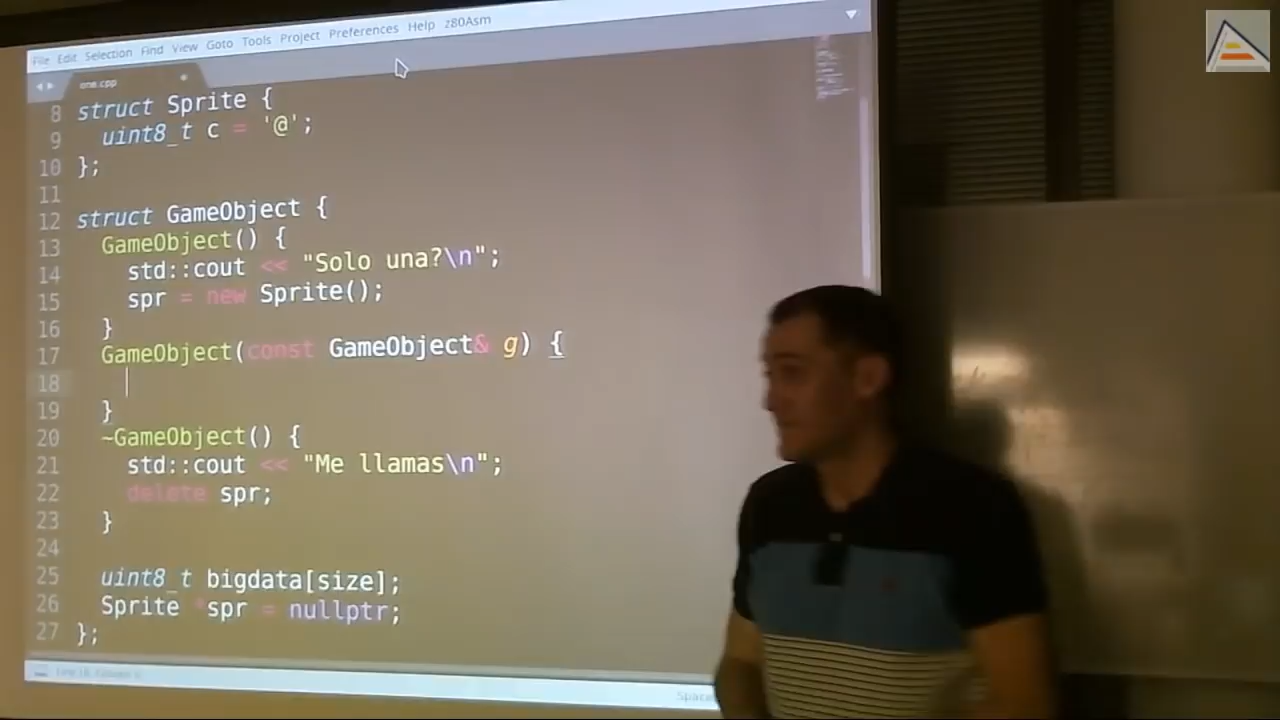 File Edit Selection Find View Goto Tools Project Preferences Help z80Asm
one.cpp
8 struct Sprite {
9 uint8_t c = '@';
10 };
11
12 struct GameObject {
13 GameObject() {
14 std::cout << "Solo una?\n";
15 spr = new Sprite();
16 }
17 GameObject(const GameObject& g) {
18
19 }
20 ~GameObject() {
21 std::cout << "Me llamas\n";
22 delete spr;
23 }
24
25 uint8_t bigdata[size];
26 Sprite *spr = nullptr;
27 };